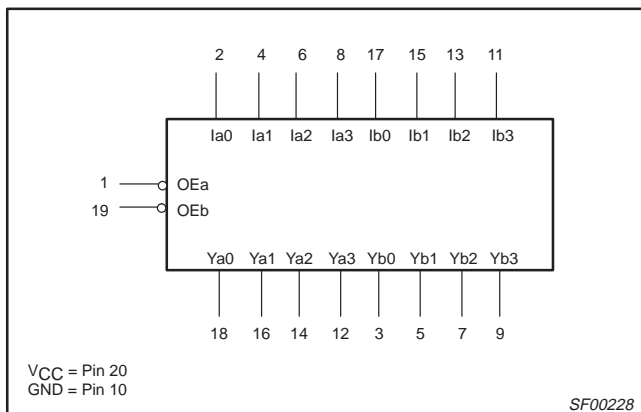 2 4 6 8 17 15 13 11
Ia0 Ia1 Ia2 Ia3 Ib0 Ib1 Ib2 Ib3
1 OEa
19 OEb
Ya0 Ya1 Ya2 Ya3 Yb0 Yb1 Yb2 Yb3
18 16 14 12 3 5 7 9
VCC = Pin 20
GND = Pin 10
SF00228